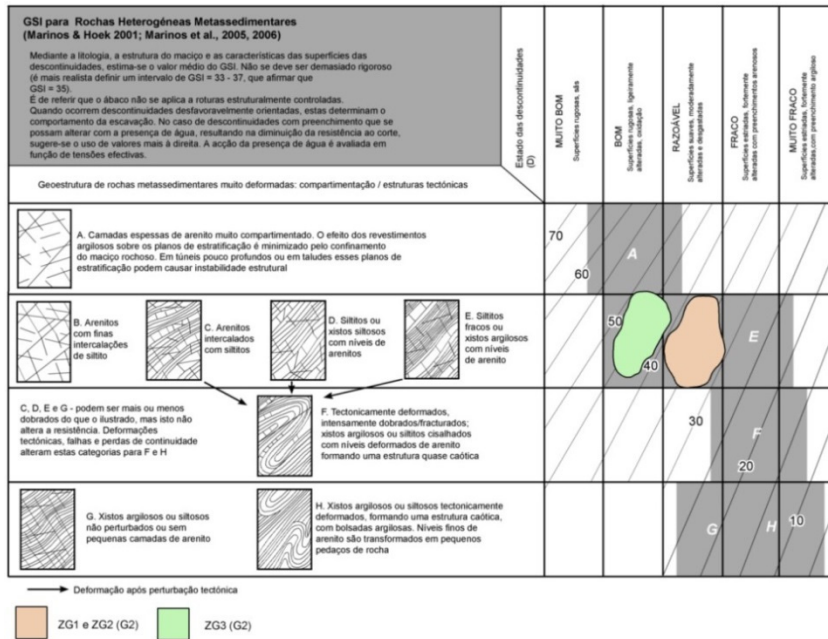 GSI para Rochas Heterogéneas Metassedimentares
(Marinos & Hoek 2001; Marinos et al., 2005, 2006)
Mediante a litologia, a estrutura do maciço e as características das superfícies das
descontinuidades, estima-se o valor médio do GSI. Não se deve ser demasiado rigoroso
(é mais realista definir um intervalo de GSI = 33 - 37, que afirmar que
GSI = 35).
É de referir que o ábaco não se aplica a roturas estruturalmente controladas.
Quando ocorrem descontinuidades desfavoravelmente orientadas, estas determinam o
comportamento da escavação. No caso de descontinuidades com preenchimento que se
possam alterar com a presença de água, resultando na diminuição da resistência ao corte,
sugere-se o uso de valores mais à direita. A acção da presença de água é avaliada em
função de tensões efectivas.
Geoestrutura de rochas metassedimentares muito deformadas: compartimentação / estruturas tectónicas
Estado das descontinuidades
(D)
MUITO BOM
Superfícies rugosas, sãs
BOM
Superfícies rugosas, ligeiramente
alteradas, oxidação
RAZOÁVEL
Superfícies suaves, moderadamente
alteradas e desgastadas
FRACO
Superfícies estriadas, fortemente
alteradas com preenchimentos arenosos
MUITO FRACO
Superfícies estriadas, fortemente
alteradas,com preenchimento argiloso
A. Camadas espessas de arenito muito compartimentado. O efeito dos revestimentos
argilosos sobre os planos de estratificação é minimizado pelo confinamento
do maciço rochoso. Em túneis pouco profundos ou em taludes esses planos de
estratificação podem causar instabilidade estrutural
70
60
A
B. Arenitos
com finas
intercalações
de siltito
C. Arenitos
intercalados
com siltitos
D. Siltitos ou
xistos siltosos
com níveis de
arenitos
E. Siltitos
fracos ou
xistos argilosos
com níveis
de arenito
50
40
E
C, D, E e G - podem ser mais ou menos
dobrados do que o ilustrado, mas isto não
altera a resistência. Deformações
tectónicas, falhas e perdas de continuidade
alteram estas categorias para F e H
F. Tectonicamente deformados,
intensamente dobrados/fracturados;
xistos argilosos ou siltitos cisalhados
com níveis deformados de arenito
formando uma estrutura quase caótica
30
F
20
G. Xistos argilosos ou siltosos
não perturbados ou sem
pequenas camadas de arenito
H. Xistos argilosos ou siltosos tectonicamente
deformados, formando uma estrutura caótica,
com bolsadas argilosas. Níveis finos de
arenito são transformados em pequenos
pedaços de rocha
G
H
10
Deformação após perturbação tectónica
ZG1 e ZG2 (G2)
ZG3 (G2)